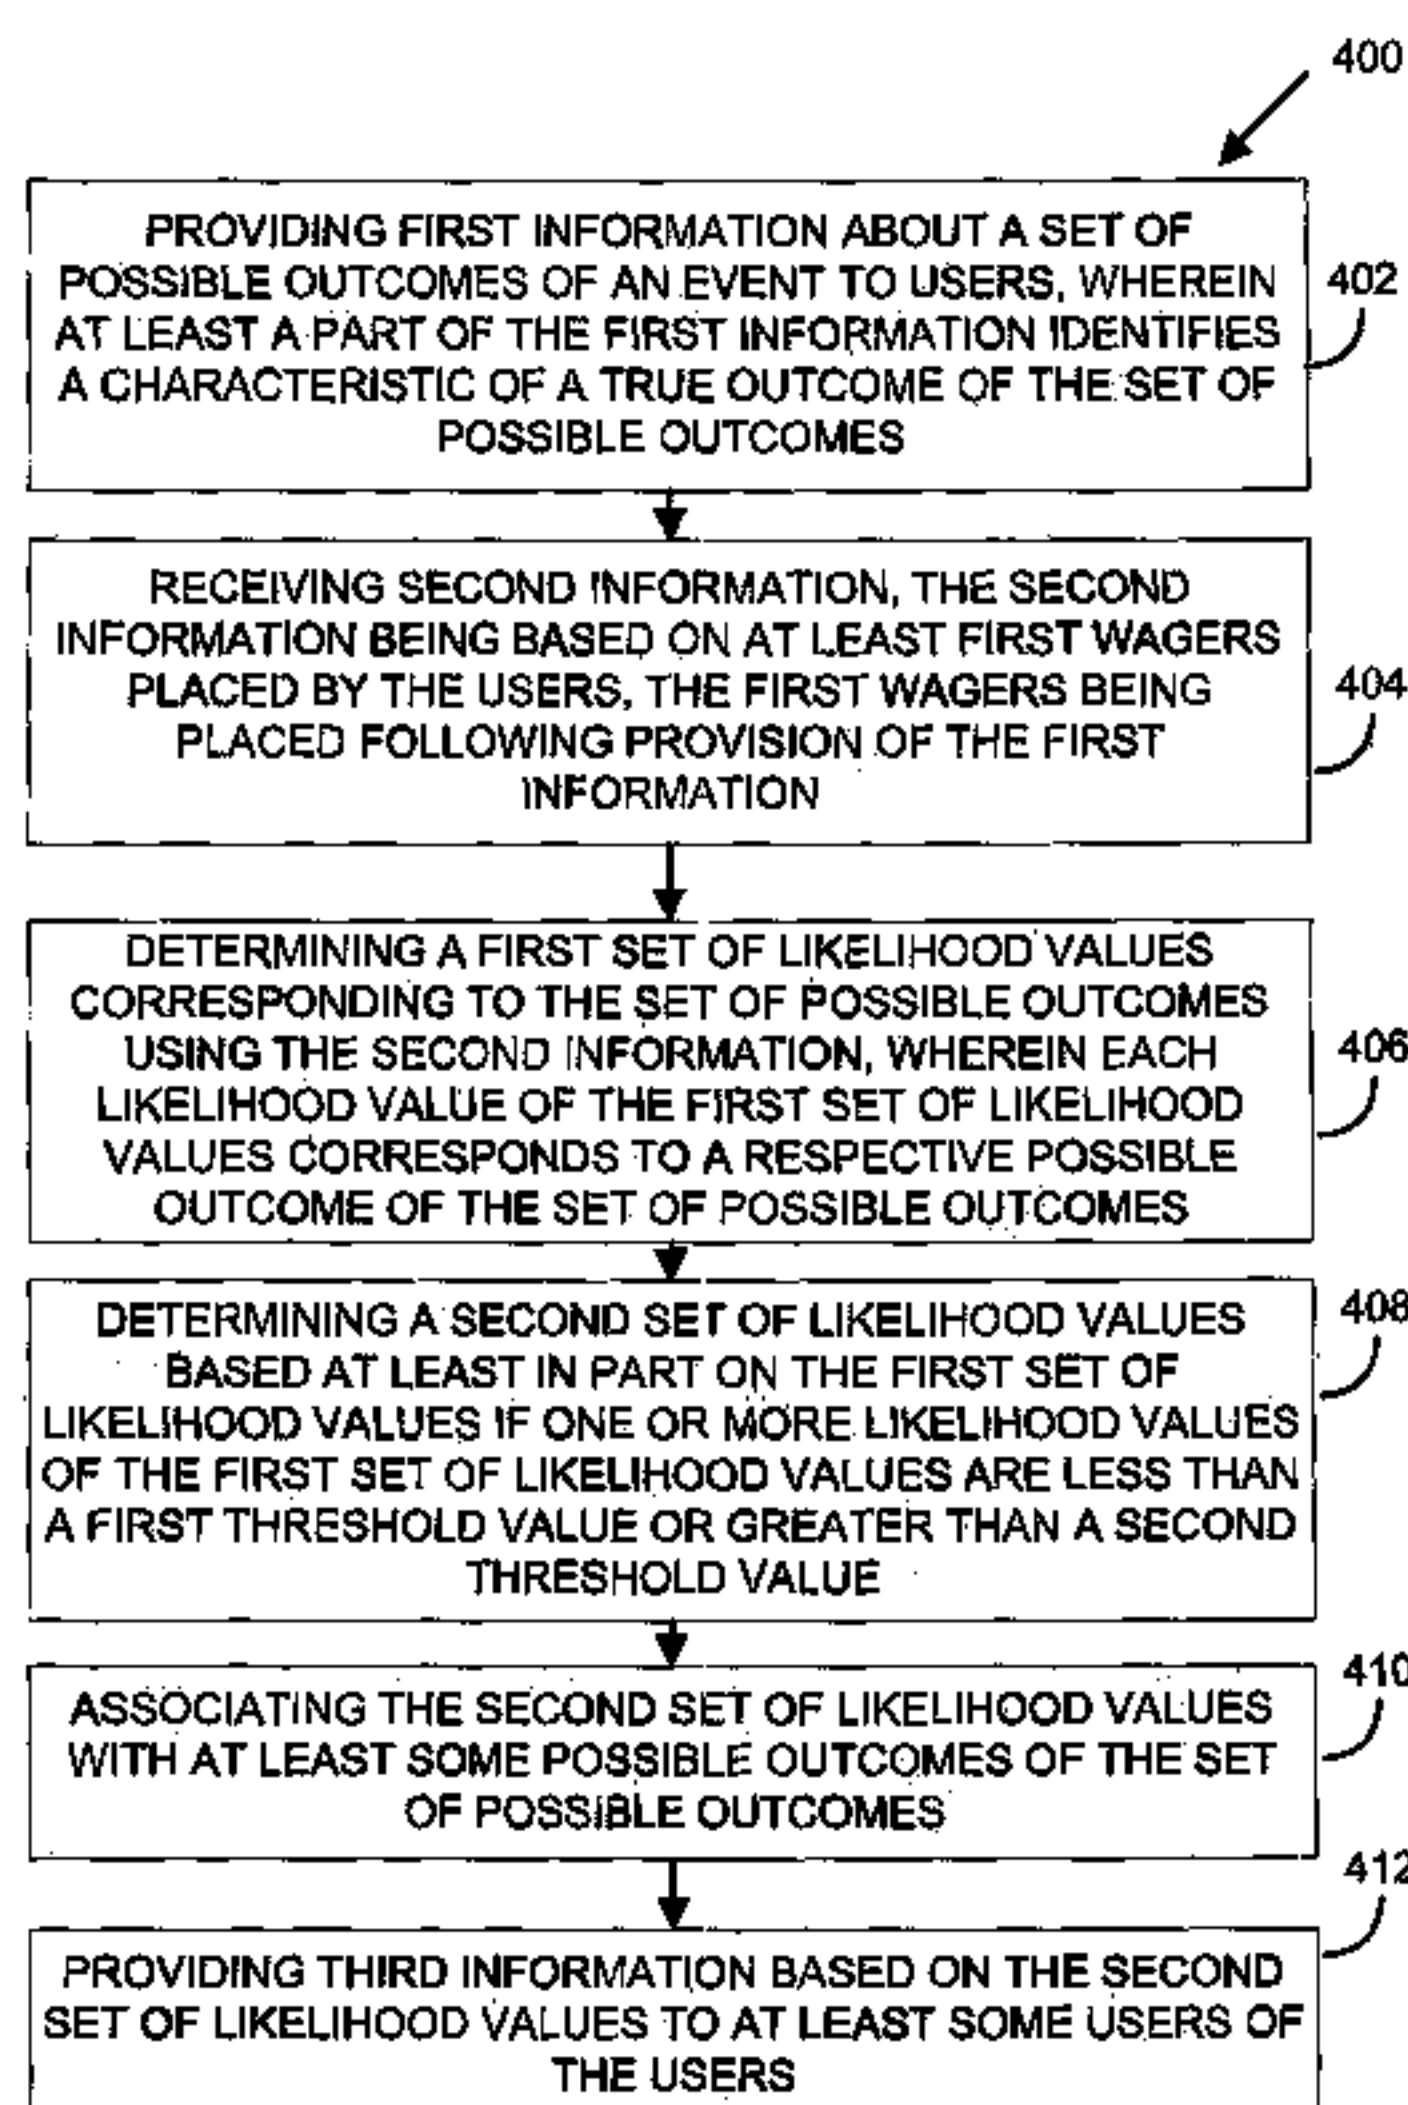 400
PROVIDING FIRST INFORMATION ABOUT A SET OF
POSSIBLE OUTCOMES OF AN EVENT TO USERS, WHEREIN
AT LEAST A PART OF THE FIRST INFORMATION IDENTIFIES
A CHARACTERISTIC OF A TRUE OUTCOME OF THE SET OF
POSSIBLE OUTCOMES
402
RECEIVING SECOND INFORMATION, THE SECOND
INFORMATION BEING BASED ON AT LEAST FIRST WAGERS
PLACED BY THE USERS, THE FIRST WAGERS BEING
PLACED FOLLOWING PROVISION OF THE FIRST
INFORMATION
404
DETERMINING A FIRST SET OF LIKELIHOOD VALUES
CORRESPONDING TO THE SET OF POSSIBLE OUTCOMES
USING THE SECOND INFORMATION, WHEREIN EACH
LIKELIHOOD VALUE OF THE FIRST SET OF LIKELIHOOD
VALUES CORRESPONDS TO A RESPECTIVE POSSIBLE
OUTCOME OF THE SET OF POSSIBLE OUTCOMES
406
DETERMINING A SECOND SET OF LIKELIHOOD VALUES
BASED AT LEAST IN PART ON THE FIRST SET OF
LIKELIHOOD VALUES IF ONE OR MORE LIKELIHOOD VALUES
OF THE FIRST SET OF LIKELIHOOD VALUES ARE LESS THAN
A FIRST THRESHOLD VALUE OR GREATER THAN A SECOND
THRESHOLD VALUE
408
ASSOCIATING THE SECOND SET OF LIKELIHOOD VALUES
WITH AT LEAST SOME POSSIBLE OUTCOMES OF THE SET
OF POSSIBLE OUTCOMES
410
PROVIDING THIRD INFORMATION BASED ON THE SECOND
SET OF LIKELIHOOD VALUES TO AT LEAST SOME USERS OF
THE USERS
412